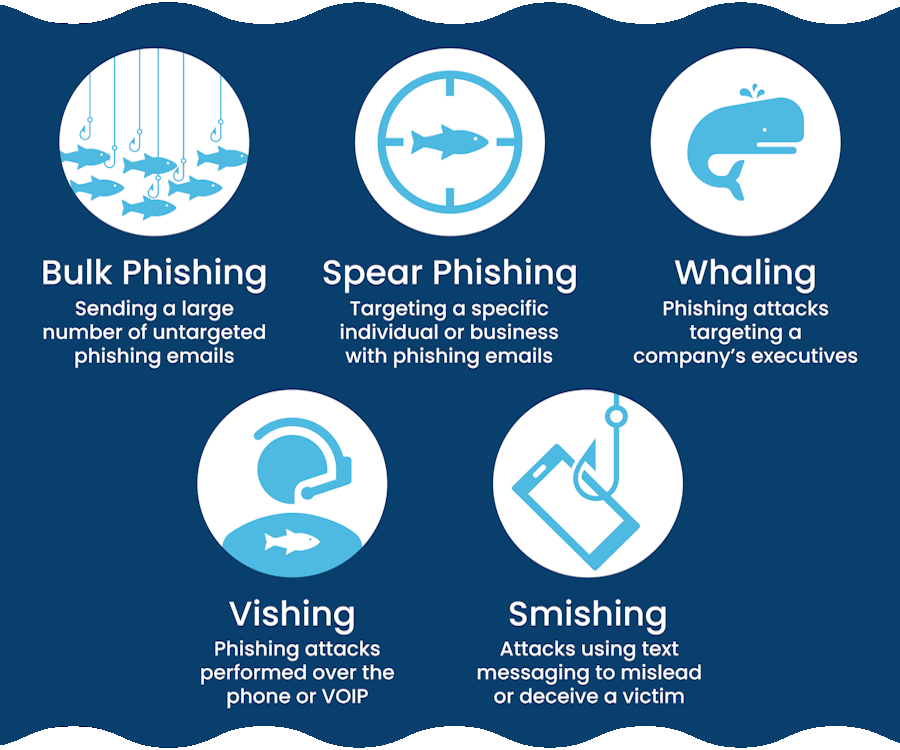 Bulk Phishing
Sending a large
number of untargeted
phishing emails
Spear Phishing
Targeting a specific
individual or business
with phishing emails
Whaling
Phishing attacks
targeting a
company's executives
Vishing
Phishing attacks
performed over the
phone or VOIP
Smishing
Attacks using text
messaging to mislead
or deceive a victim